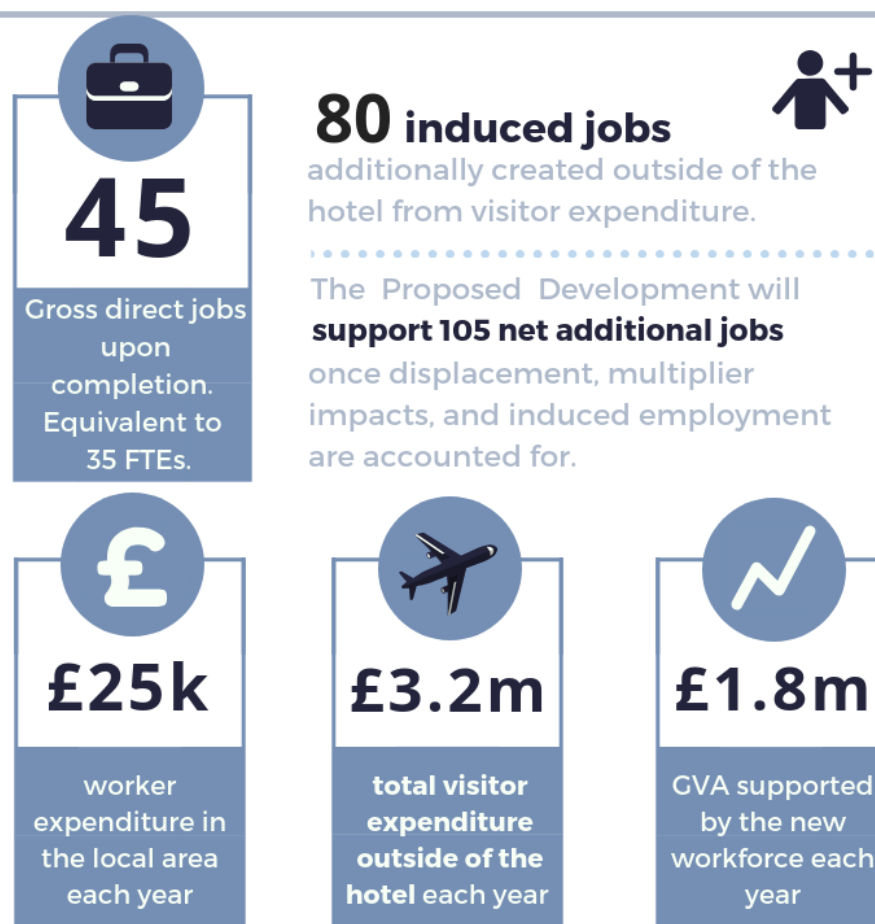 45
Gross direct jobs
upon
completion.
Equivalent to
35 FTEs.
80 induced jobs
additionally created outside of the
hotel from visitor expenditure.
The Proposed Development will
support 105 net additional jobs
once displacement, multiplier
impacts, and induced employment
are accounted for.
£25k
worker
expenditure in
the local area
each year
£3.2m
total visitor
expenditure
outside of the
hotel each year
£1.8m
GVA supported
by the new
workforce each
year